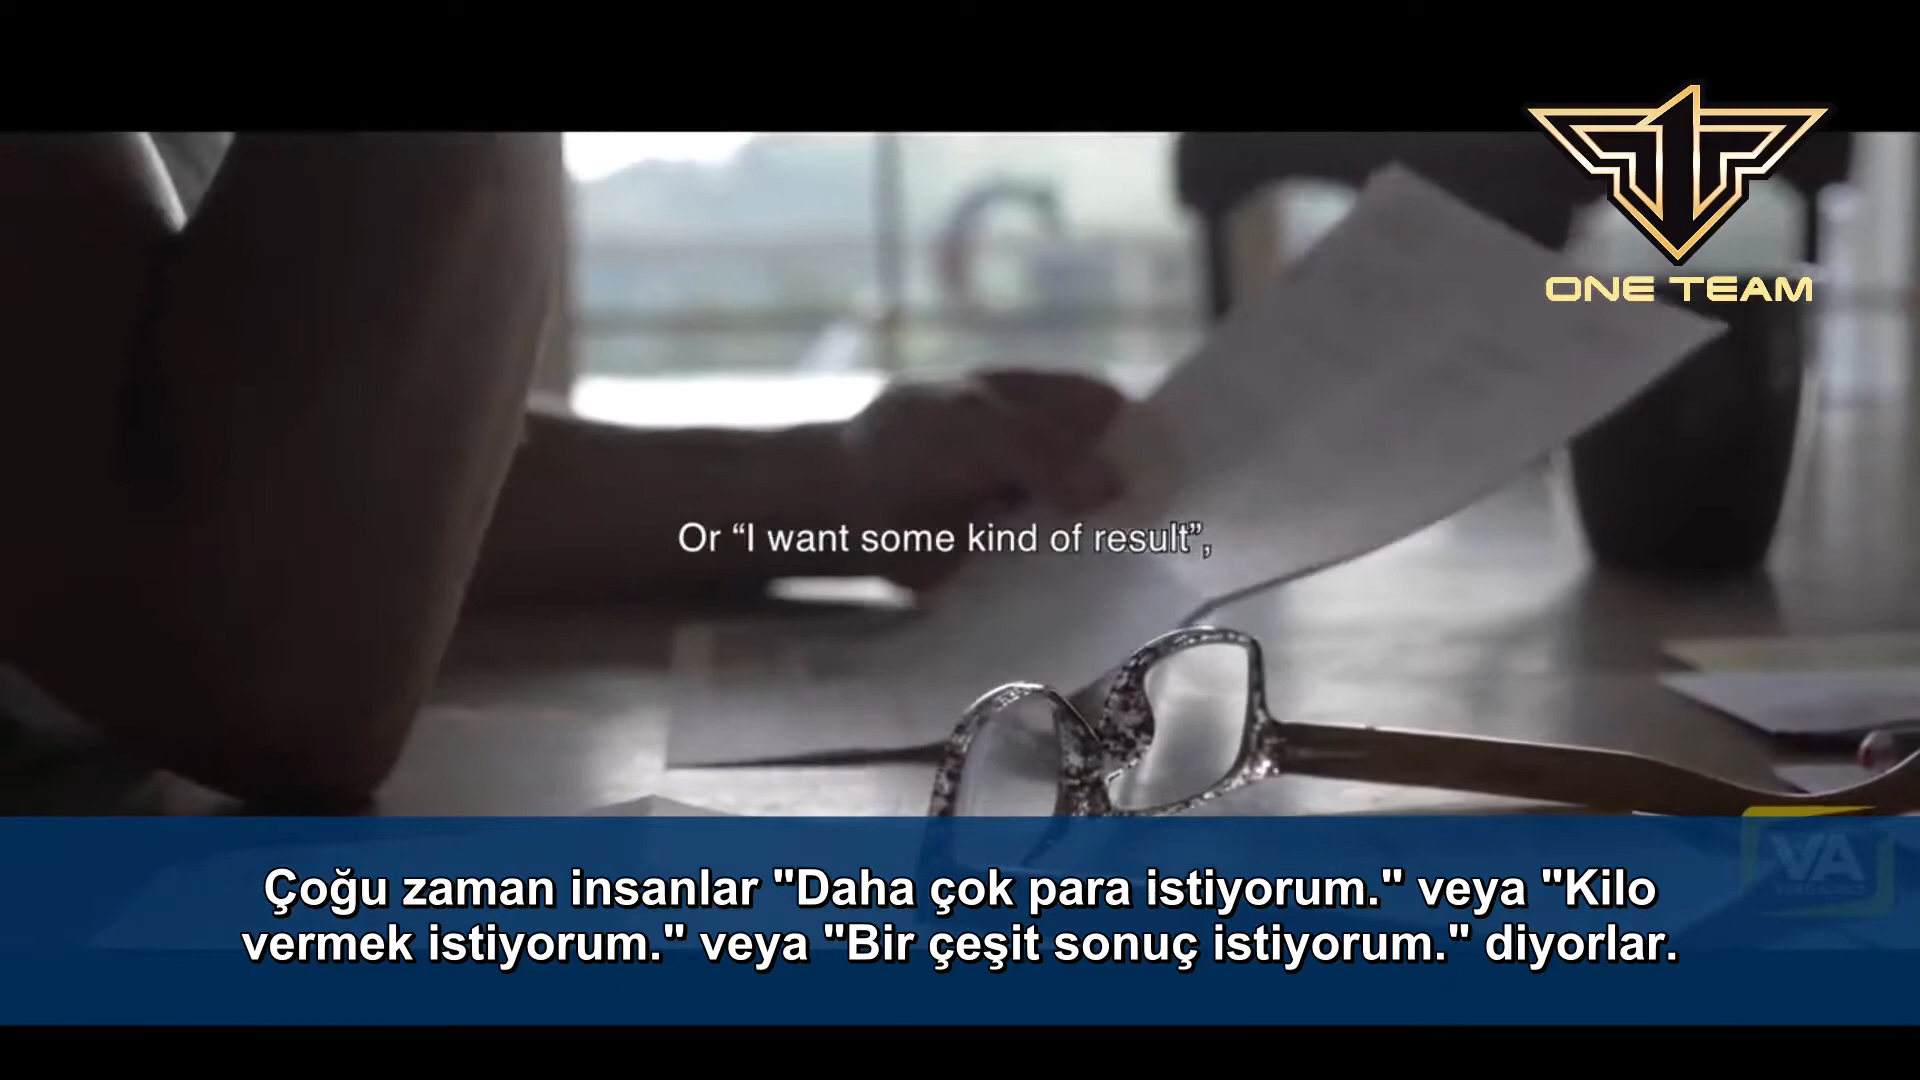 ONE TEAM
Or “I want some kind of result”,
Çoğu zaman insanlar "Daha çok para istiyorum." veya "Kilo
vermek istiyorum." veya "Bir çeşit sonuç istiyorum." diyorlar.
VA